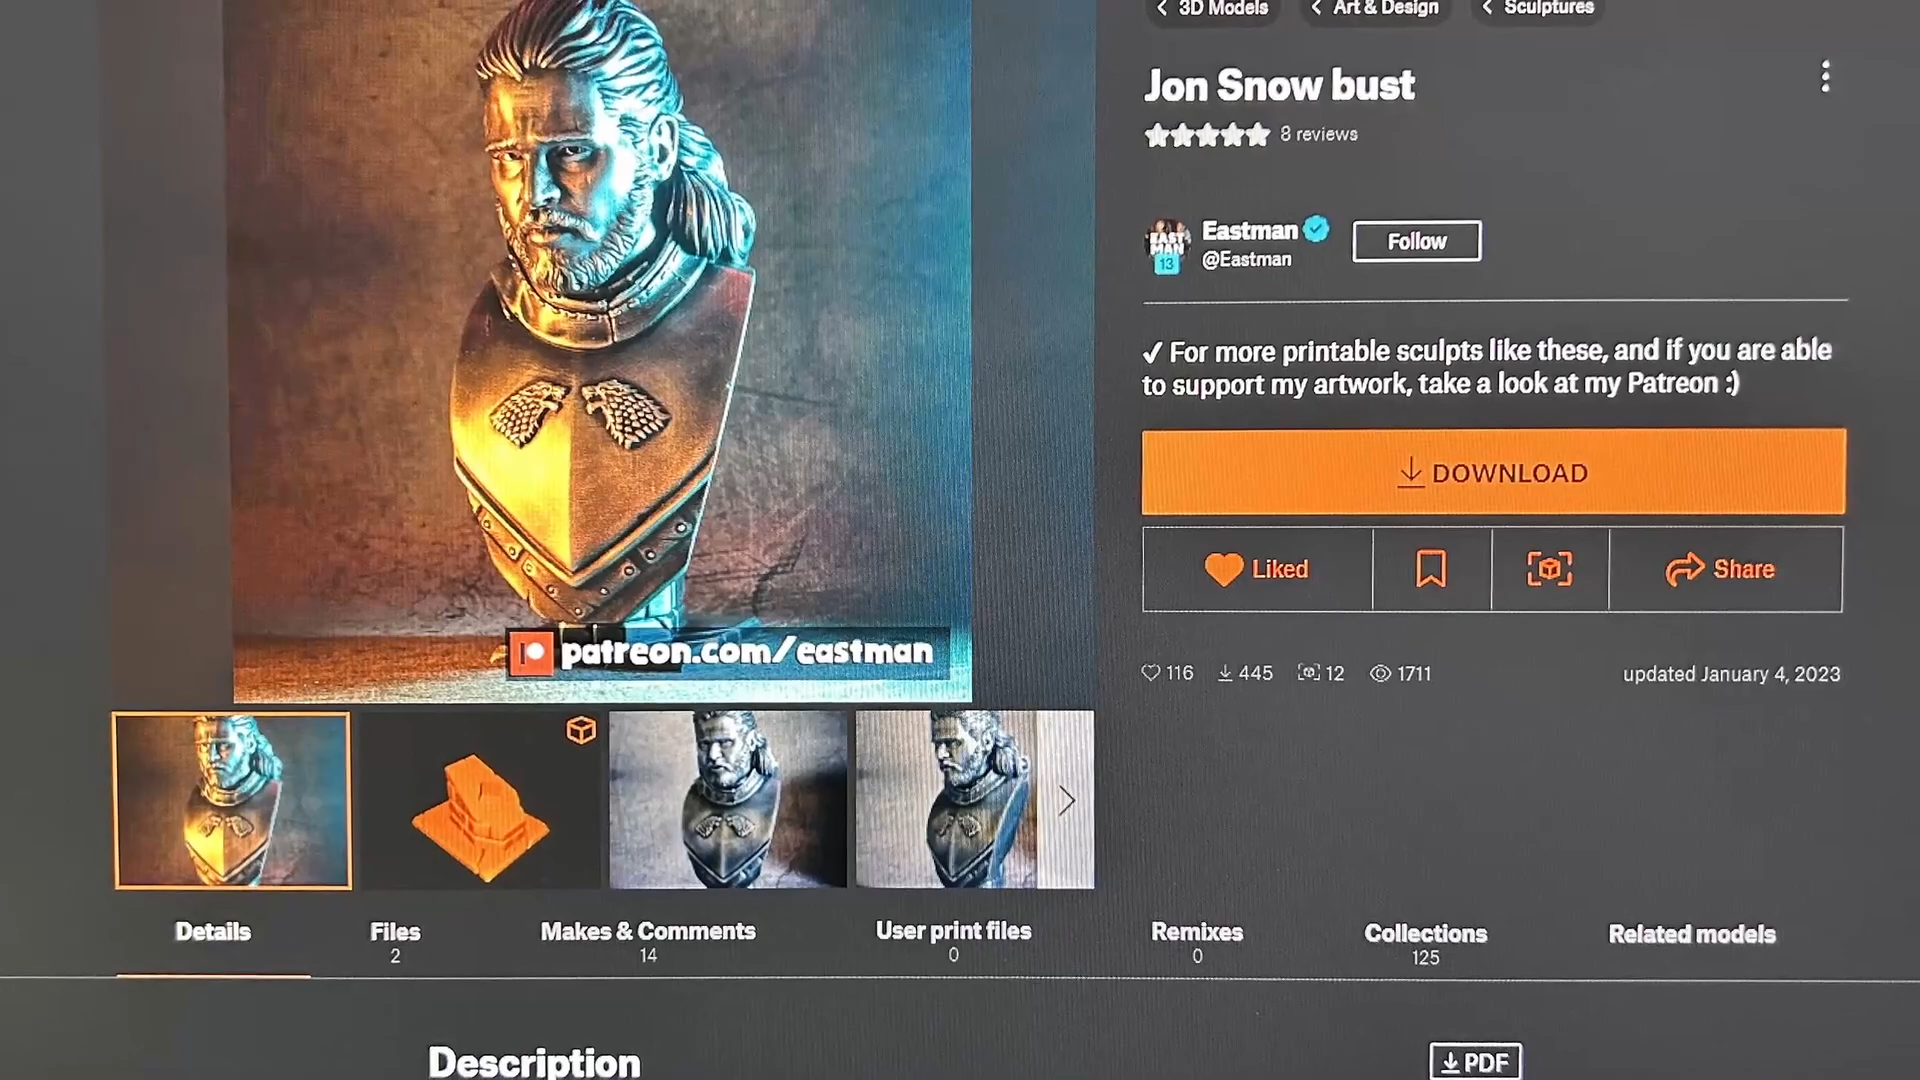 3D Models
Art & Design
Sculptures
Jon Snow bust
8 reviews
EAST
MAN
13
Eastman
@Eastman
Follow
✓ For more printable sculpts like these, and if you are able
to support my artwork, take a look at my Patreon :)
DOWNLOAD
Liked
Share
116
445
12
1711
updated January 4, 2023
patreon.com/eastman
Details
Files
2
Makes & Comments
14
User print files
0
Remixes
0
Collections
125
Related models
Description
PDF